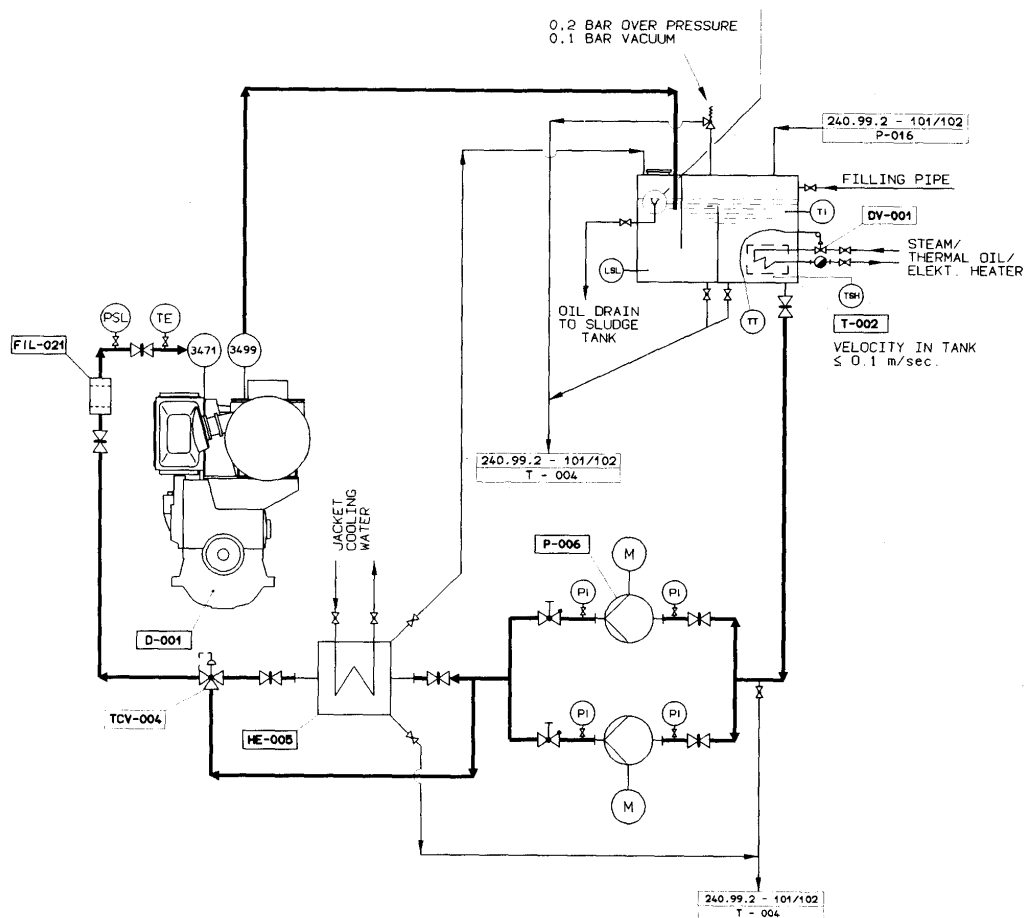 0.2 BAR OVER PRESSURE
0.1 BAR VACUUM
240.99.2 - 101/102
P-016
FILLING PIPE
TI
DV-001
STEAM/
THERMAL OIL/
ELEKT. HEATER
LSL
TSH
TT
OIL DRAIN
TO SLUDGE
TANK
T-002
VELOCITY IN TANK
≤ 0.1 m/sec.
PSL
TE
FIL-021
3471
3499
240.99.2 - 101/102
T - 004
JACKET
COOLING
WATER
P-006
M
PI
PI
D-001
TCV-004
HE-005
PI
PI
M
240.99.2 - 101/102
T - 004